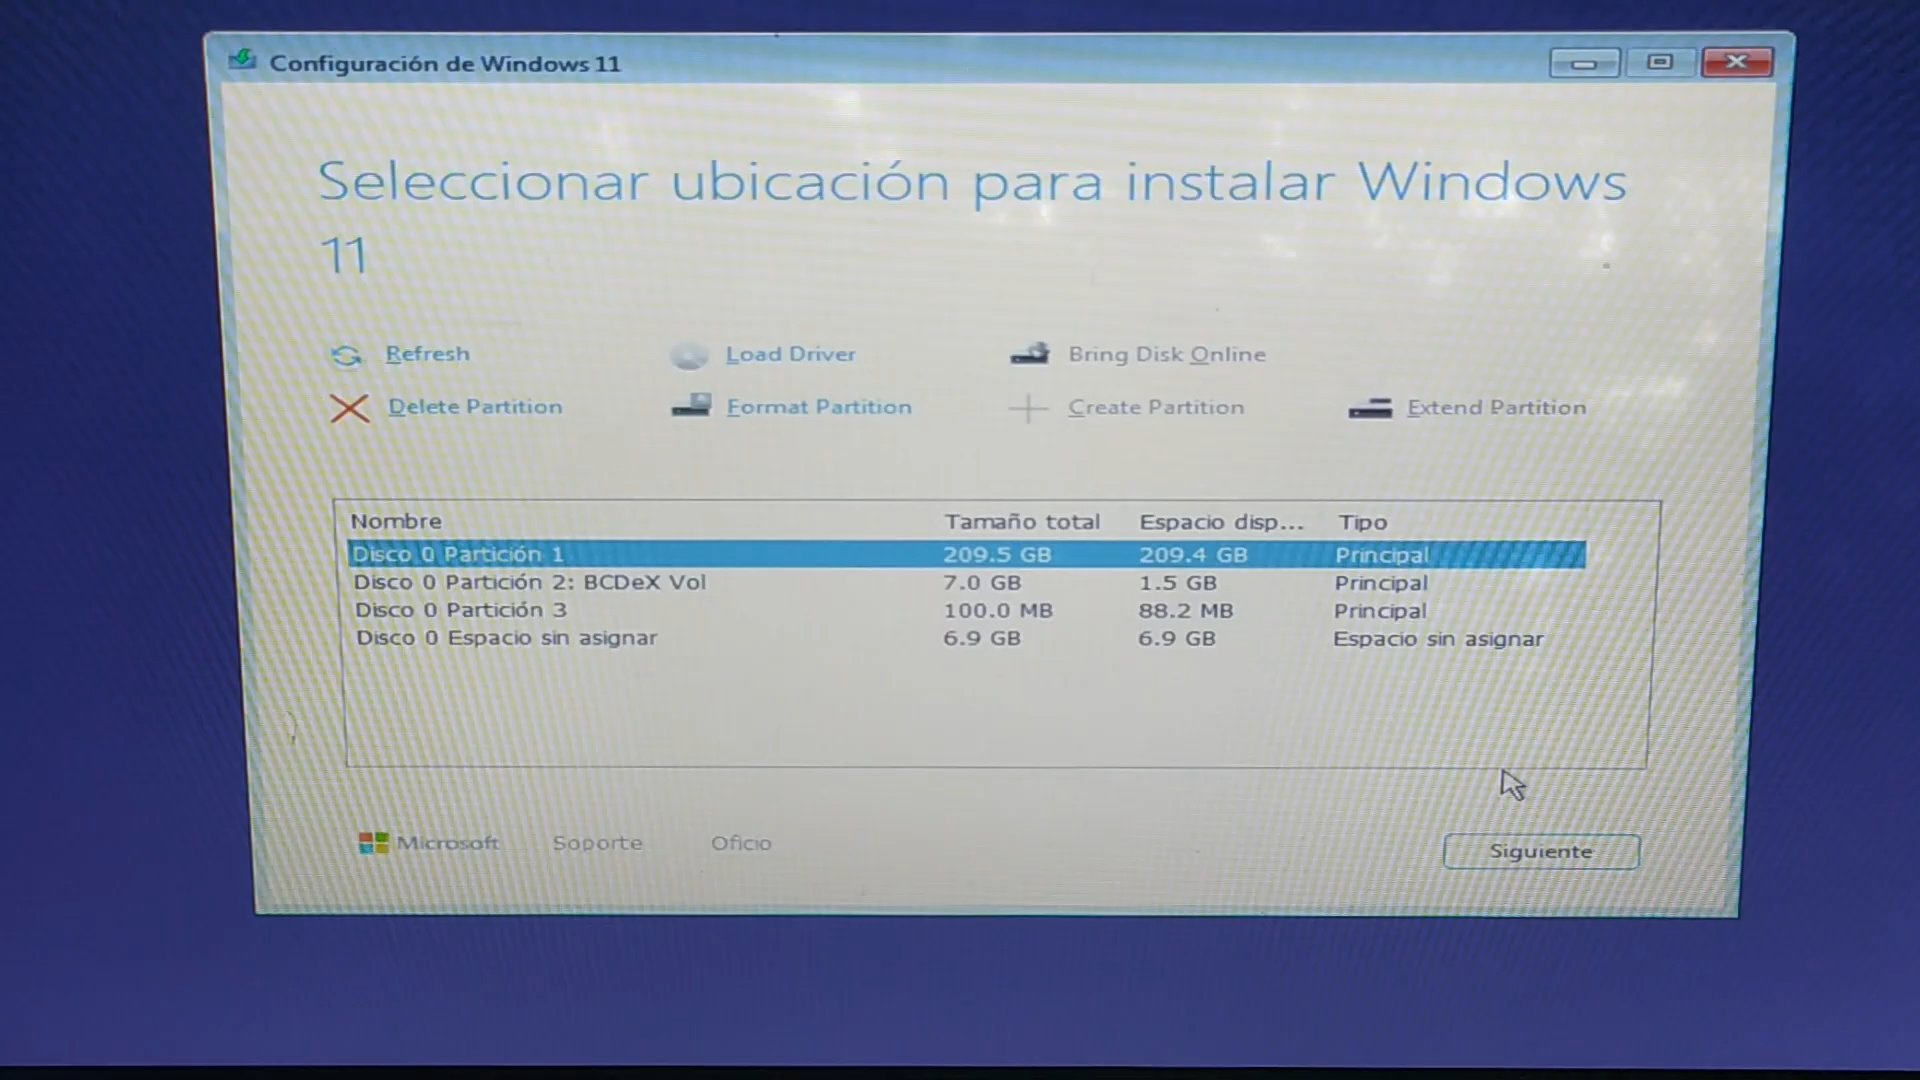 Configuración de Windows 11
Seleccionar ubicación para instalar Windows
11
Refresh Load Driver Bring Disk Online
Delete Partition Format Partition Create Partition Extend Partition
Nombre Tamaño total Espacio disp... Tipo
Disco 0 Partición 1 209.5 GB 209.4 GB Principal
Disco 0 Partición 2: BCDeX Vol 7.0 GB 1.5 GB Principal
Disco 0 Partición 3 100.0 MB 88.2 MB Principal
Disco 0 Espacio sin asignar 6.9 GB 6.9 GB Espacio sin asignar
Microsoft Soporte Oficio Siguiente